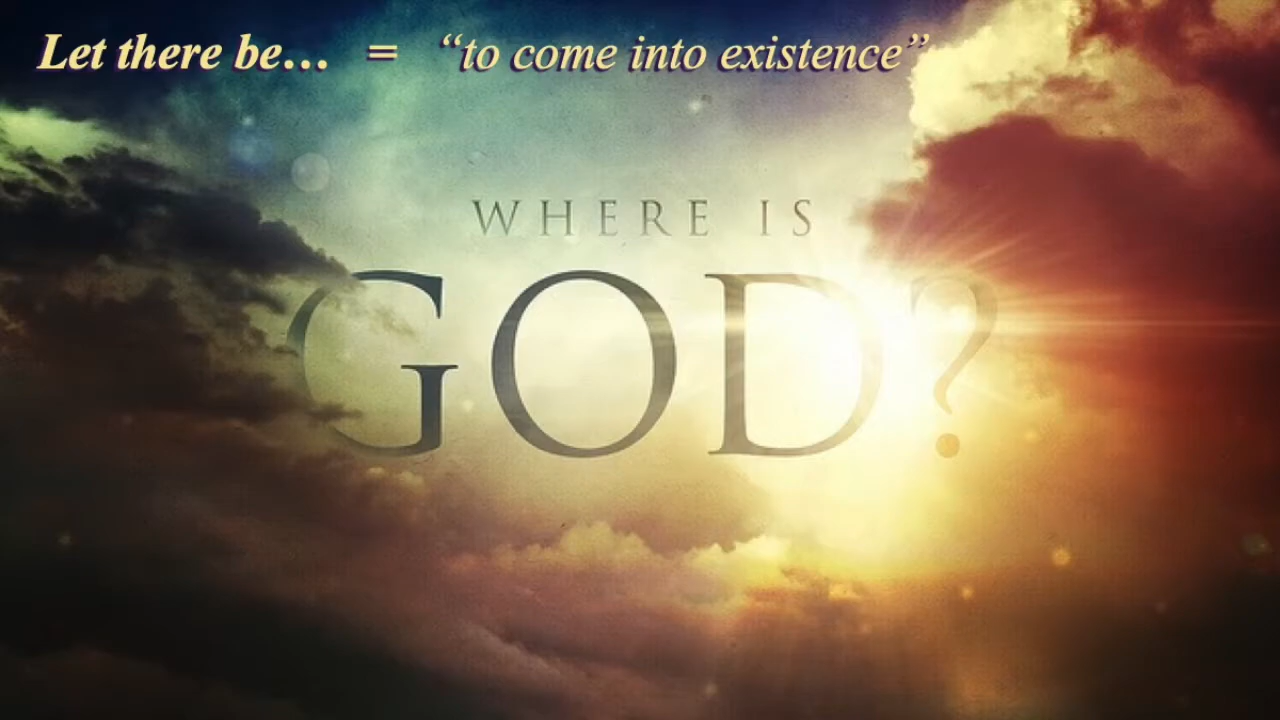 Let there be… = “to come into existence”
WHERE IS
GOD?